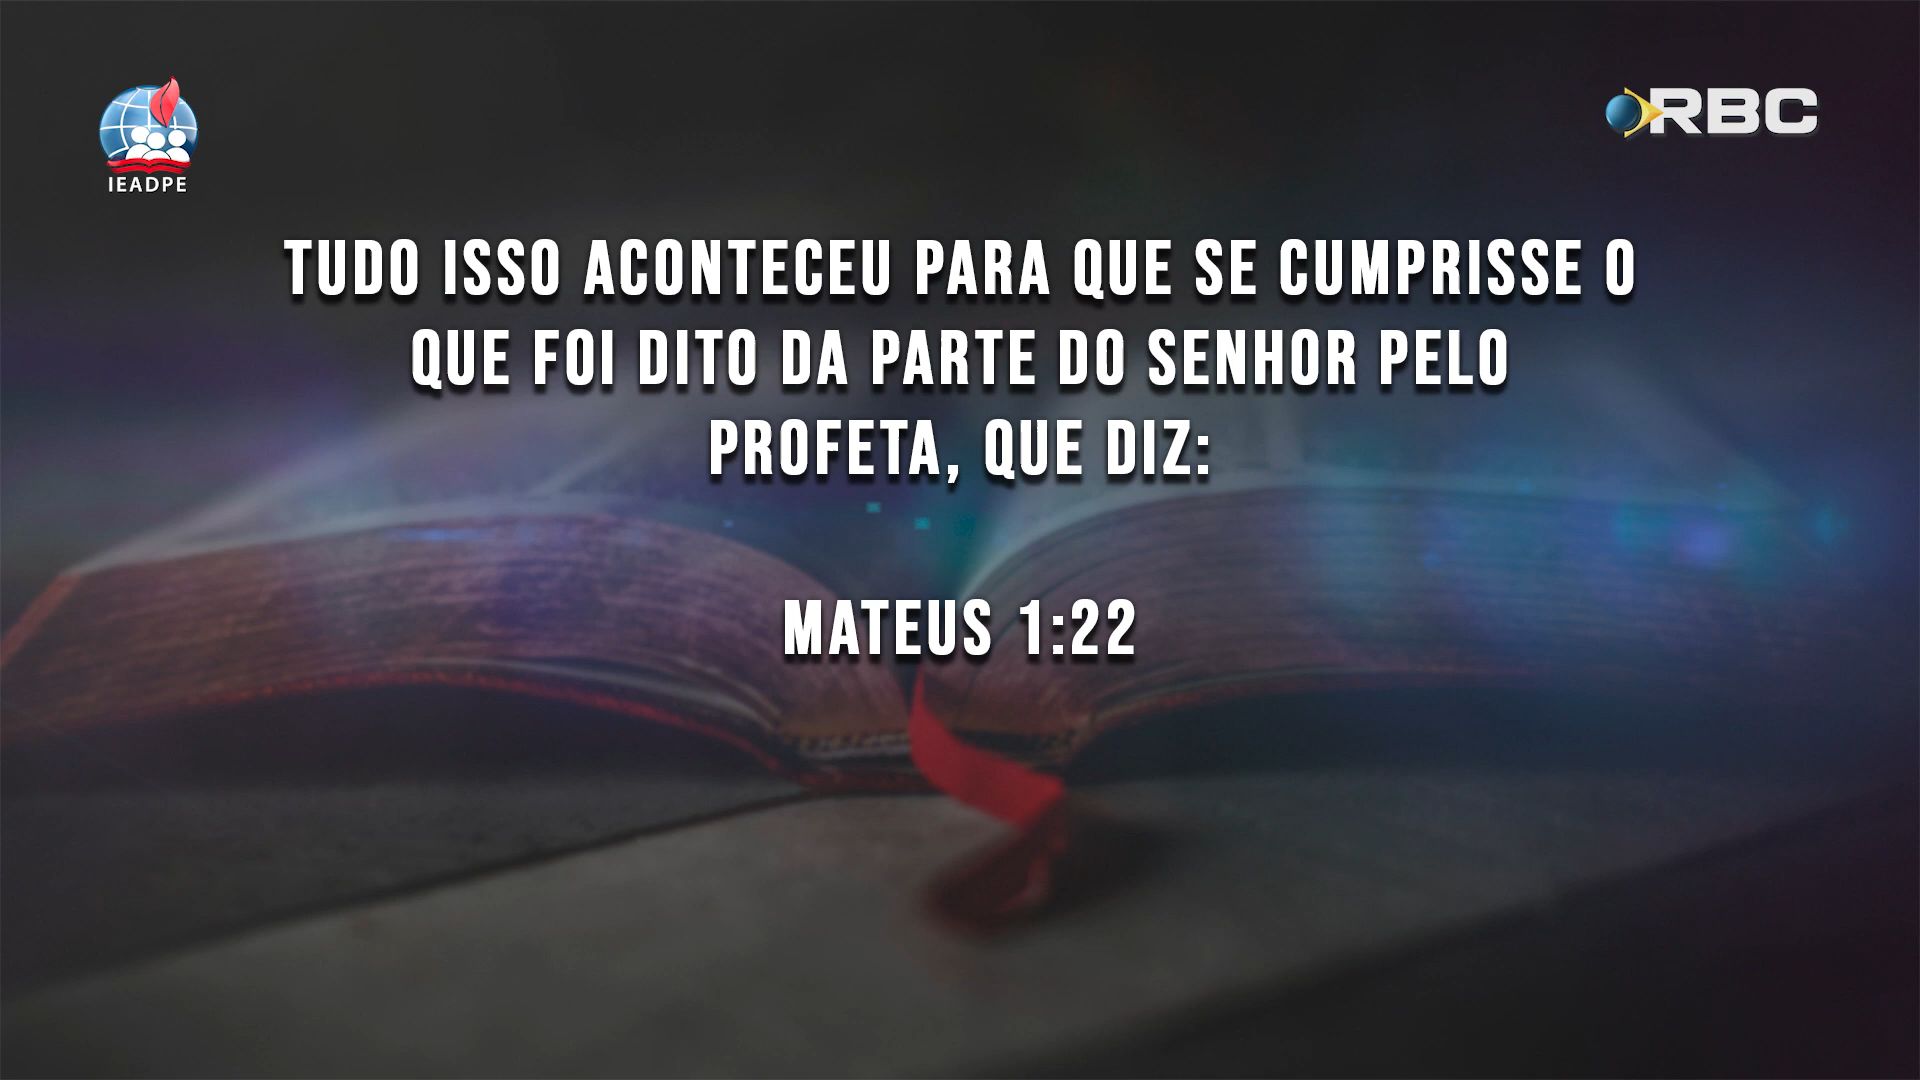 IEADPE
RBC
TUDO ISSO ACONTECEU PARA QUE SE CUMPRISSE O
QUE FOI DITO DA PARTE DO SENHOR PELO
PROFETA, QUE DIZ:
MATEUS 1:22